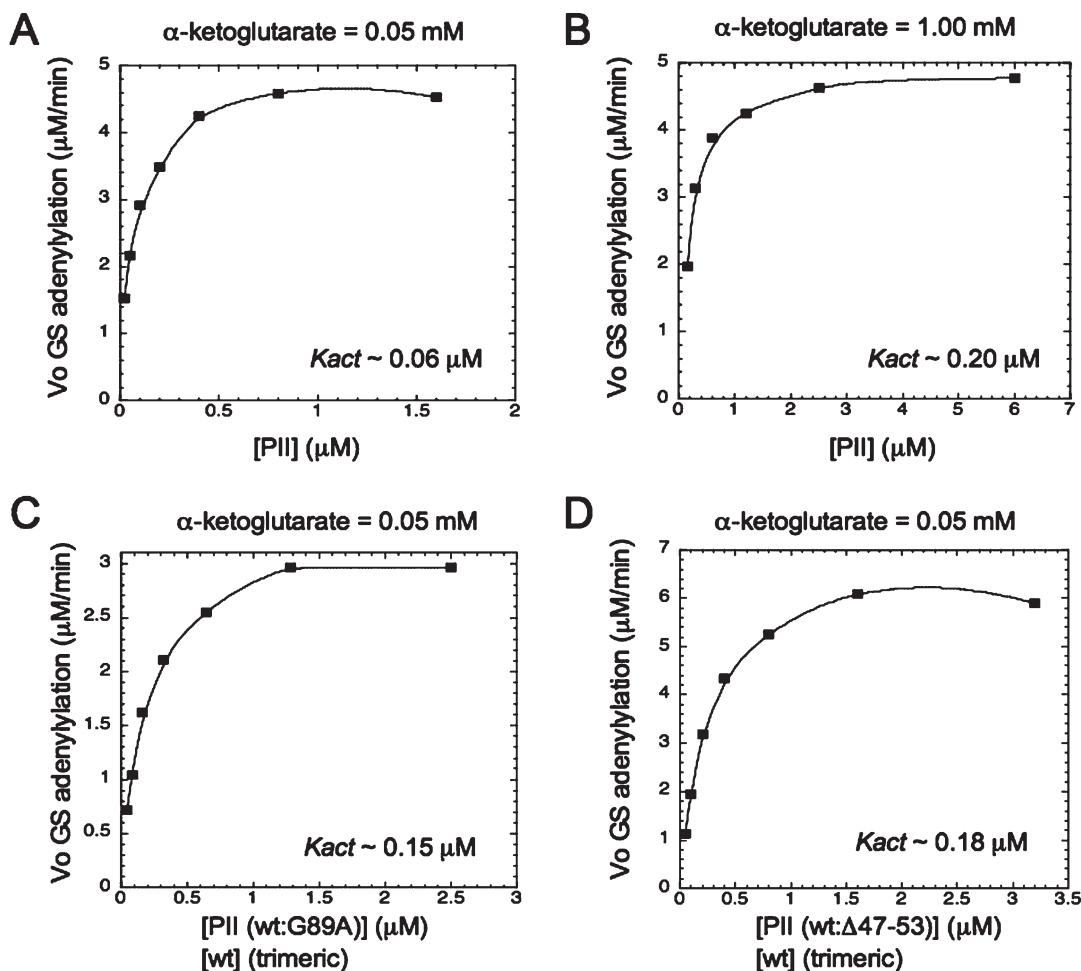 A
α-ketoglutarate = 0.05 mM
Vo GS adenylylation (μM/min)
5
4
3
2
1
0
0
0.5
1
1.5
2
Kact ~ 0.06 μM
[PII] (μM)
B
α-ketoglutarate = 1.00 mM
Vo GS adenylylation (μM/min)
5
4
3
2
1
0
0
1
2
3
4
5
6
7
Kact ~ 0.20 μM
[PII] (μM)
C
α-ketoglutarate = 0.05 mM
Vo GS adenylylation (μM/min)
3
2.5
2
1.5
1
0.5
0
0
0.5
1
1.5
2
2.5
3
Kact ~ 0.15 μM
[PII (wt:G89A)] (μM)
[wt] (trimeric)
D
α-ketoglutarate = 0.05 mM
Vo GS adenylylation (μM/min)
7
6
5
4
3
2
1
0
0
0.5
1
1.5
2
2.5
3
3.5
Kact ~ 0.18 μM
[PII (wt:Δ47-53)] (μM)
[wt] (trimeric)